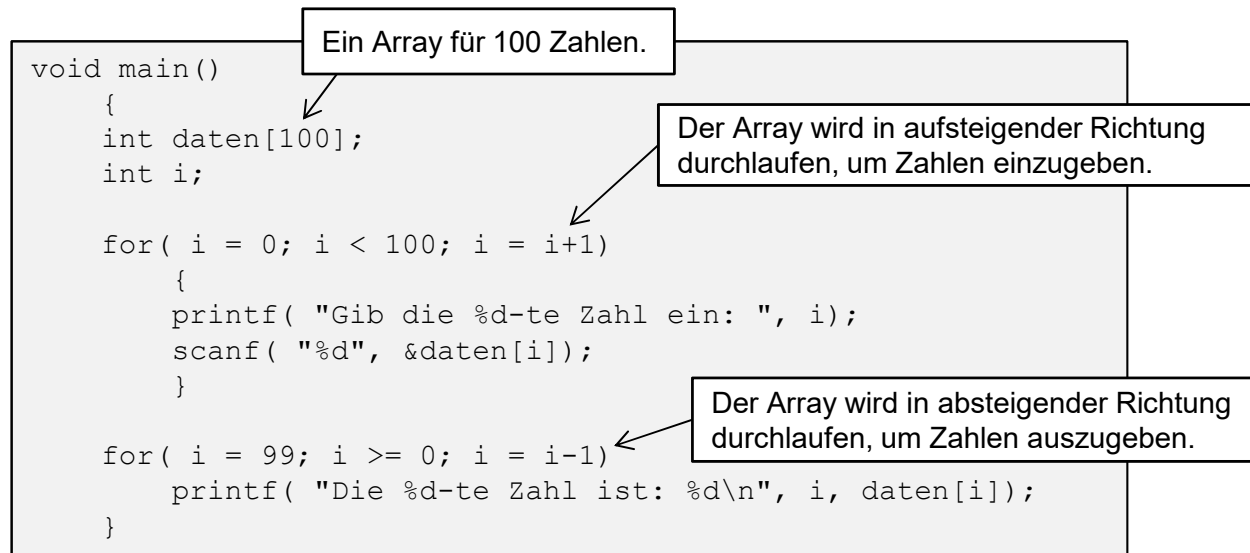 Ein Array für 100 Zahlen.
void main()
{
int daten[100];
Der Array wird in aufsteigender Richtung
durchlaufen, um Zahlen einzugeben.
int i;
for( i = 0; i < 100; i = i+1)
{
printf( "Gib die %d-te Zahl ein: ", i);
scanf( "%d", &daten[i]);
}
Der Array wird in absteigender Richtung
durchlaufen, um Zahlen auszugeben.
for( i = 99; i >= 0; i = i-1)
printf( "Die %d-te Zahl ist: %d\n", i, daten[i]);
}